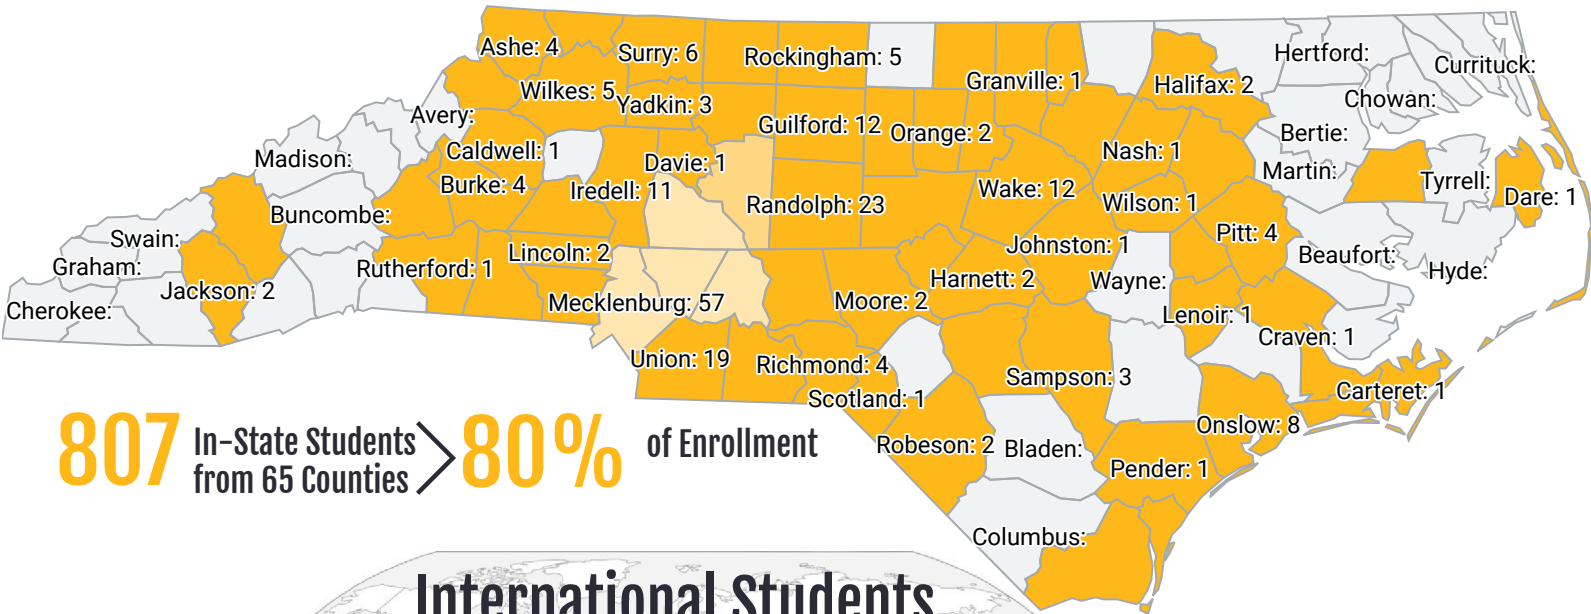 Ashe: 4
Surry: 6
Rockingham: 5
Hertford:
Currituck:
Granville: 1
Halifax: 2
Wilkes: 5
Yadkin: 3
Chowan:
Avery:
Guilford: 12
Orange: 2
Bertie:
Madison:
Caldwell: 1
Davie: 1
Nash: 1
Martin:
Burke: 4
Iredell: 11
Wake: 12
Tyrrell:
Dare: 1
Buncombe:
Randolph: 23
Wilson: 1
Swain:
Pitt: 4
Graham:
Rutherford: 1
Lincoln: 2
Johnston: 1
Beaufort:
Hyde:
Jackson: 2
Harnett: 2
Wayne:
Cherokee:
Mecklenburg: 57
Moore: 2
Lenoir: 1
Craven: 1
Union: 19
Richmond: 4
Sampson: 3
Carteret: 1
Scotland: 1
Onslow: 8
Robeson: 2
Bladen:
Pender: 1
Columbus:
807 In-State Students
from 65 Counties
80% of Enrollment
International Students